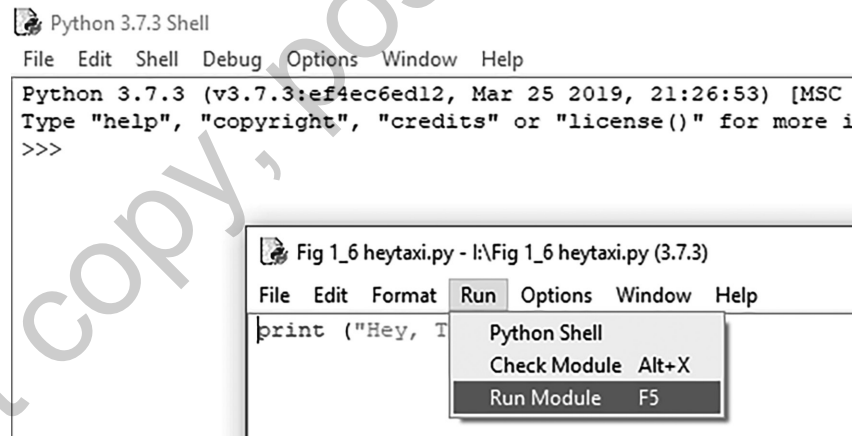 Python 3.7.3 Shell
File Edit Shell Debug Options Window Help
Python 3.7.3 (v3.7.3:ef4ec6ed12, Mar 25 2019, 21:26:53) [MSC
Type "help", "copyright", "credits" or "license()" for more i
>>>
Fig 1_6 heytaxi.py - I:\Fig 1_6 heytaxi.py (3.7.3)
File Edit Format Run Options Window Help
print ("Hey, T
Python Shell
Check Module Alt+X
Run Module F5
copy, pos